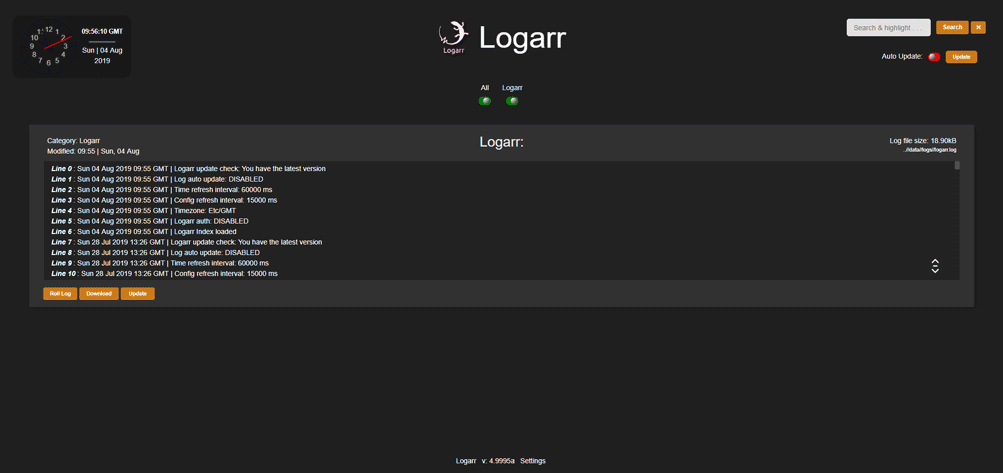 12
11
1
10
2
9
3
8
4
7
6
5
09:56:10 GMT
Sun | 04 Aug
2019
Logarr
Logarr
Search & highlight . . .
Search
Auto Update:
Update
All
Logarr
Category: Logarr
Modified: 09:55 | Sun, 04 Aug
Logarr:
Log file size: 18.90kB
../data/logs/logarr.log
Line 0 : Sun 04 Aug 2019 09:55 GMT | Logarr update check: You have the latest version
Line 1 : Sun 04 Aug 2019 09:55 GMT | Log auto update: DISABLED
Line 2 : Sun 04 Aug 2019 09:55 GMT | Time refresh interval: 60000 ms
Line 3 : Sun 04 Aug 2019 09:55 GMT | Config refresh interval: 15000 ms
Line 4 : Sun 04 Aug 2019 09:55 GMT | Timezone: Etc/GMT
Line 5 : Sun 04 Aug 2019 09:55 GMT | Logarr auth: DISABLED
Line 6 : Sun 04 Aug 2019 09:55 GMT | Logarr Index loaded
Line 7 : Sun 28 Jul 2019 13:26 GMT | Logarr update check: You have the latest version
Line 8 : Sun 28 Jul 2019 13:26 GMT | Log auto update: DISABLED
Line 9 : Sun 28 Jul 2019 13:26 GMT | Time refresh interval: 60000 ms
Line 10 : Sun 28 Jul 2019 13:26 GMT | Config refresh interval: 15000 ms
Roll Log
Download
Update
Logarr v: 4.9995a Settings